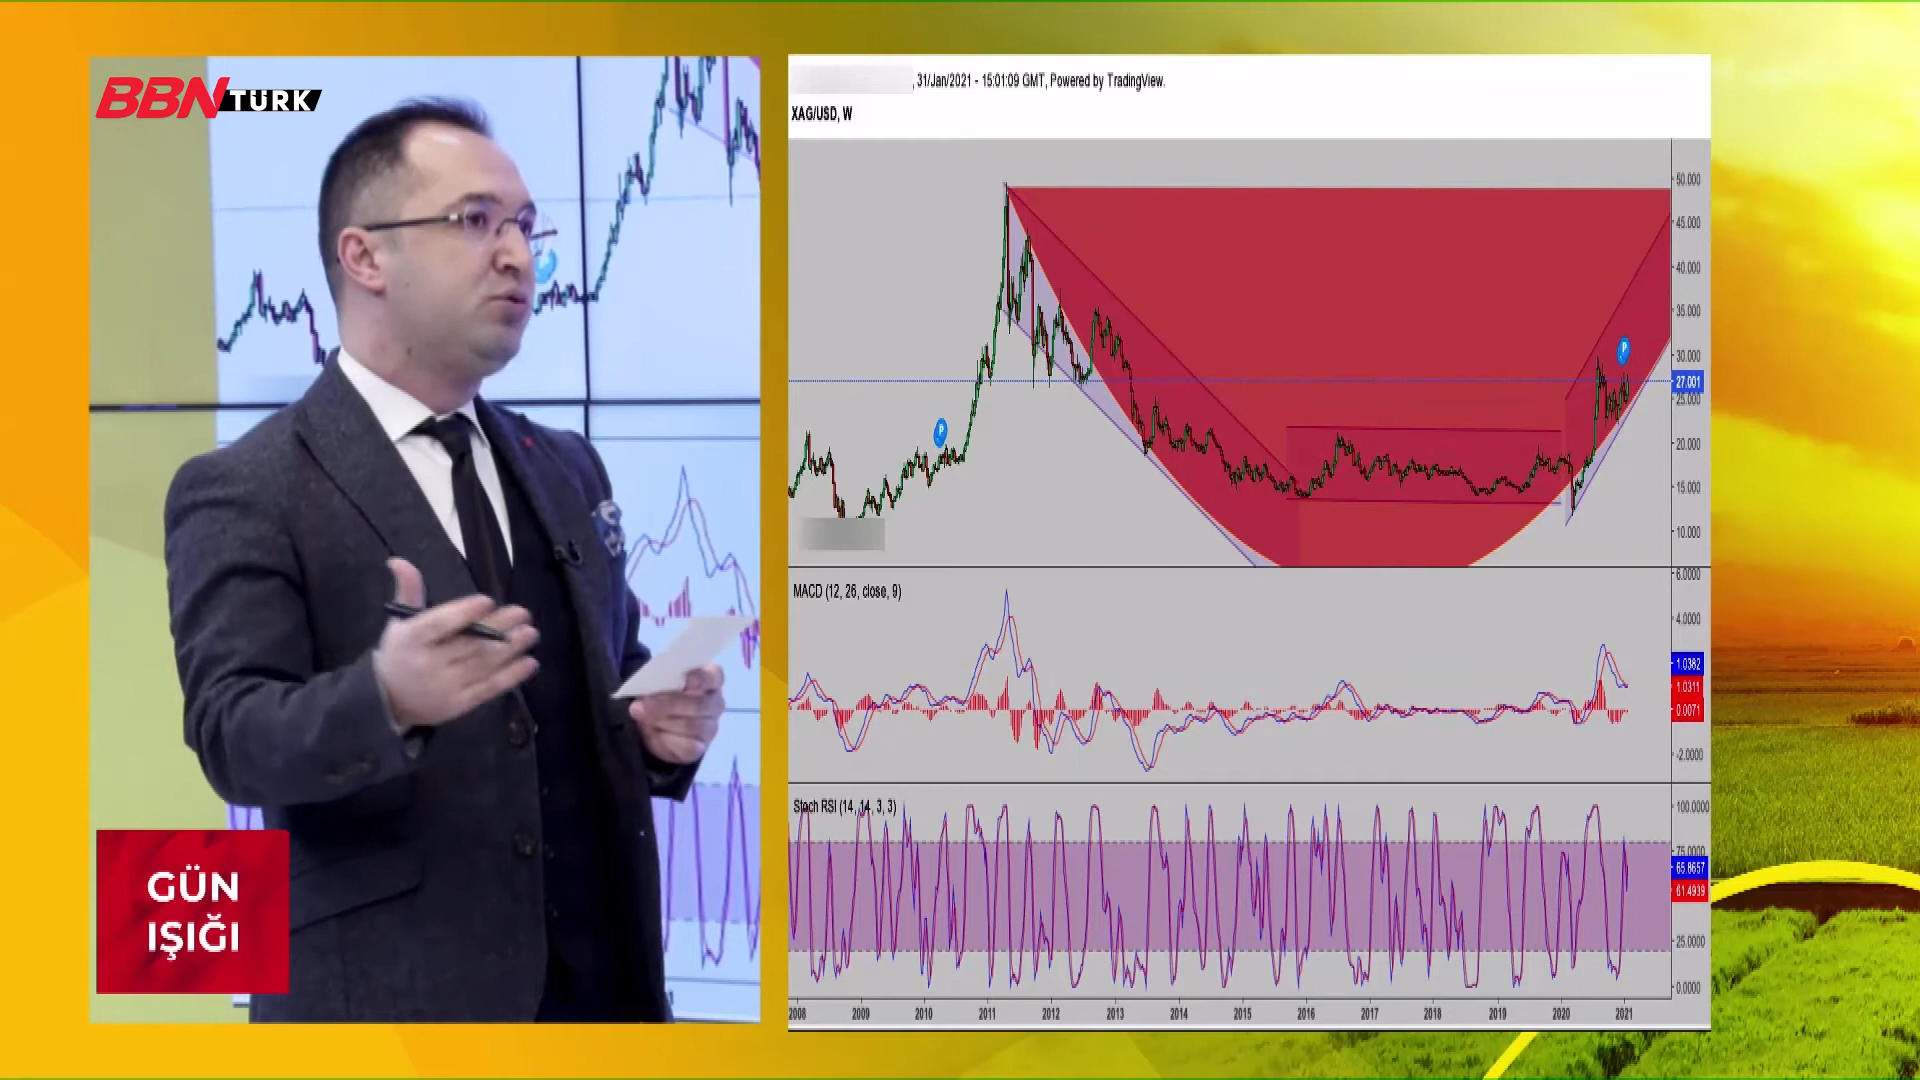 BBN TÜRK
GÜN
IŞIĞI
, 31/Jan/2021 - 15:01:09 GMT, Powered by TradingView.
XAG/USD, W
50.000
45.000
40.000
35.000
30.000
27.001
25.000
20.000
15.000
10.000
P
P
MACD (12, 26, close, 9)
6.0000
4.0000
1.0382
1.0311
0.0071
-2.0000
Stoch RSI (14, 14, 3, 3)
100.0000
75.0000
65.8657
61.4939
25.0000
0.0000
2008 2009 2010 2011 2012 2013 2014 2015 2016 2017 2018 2019 2020 2021